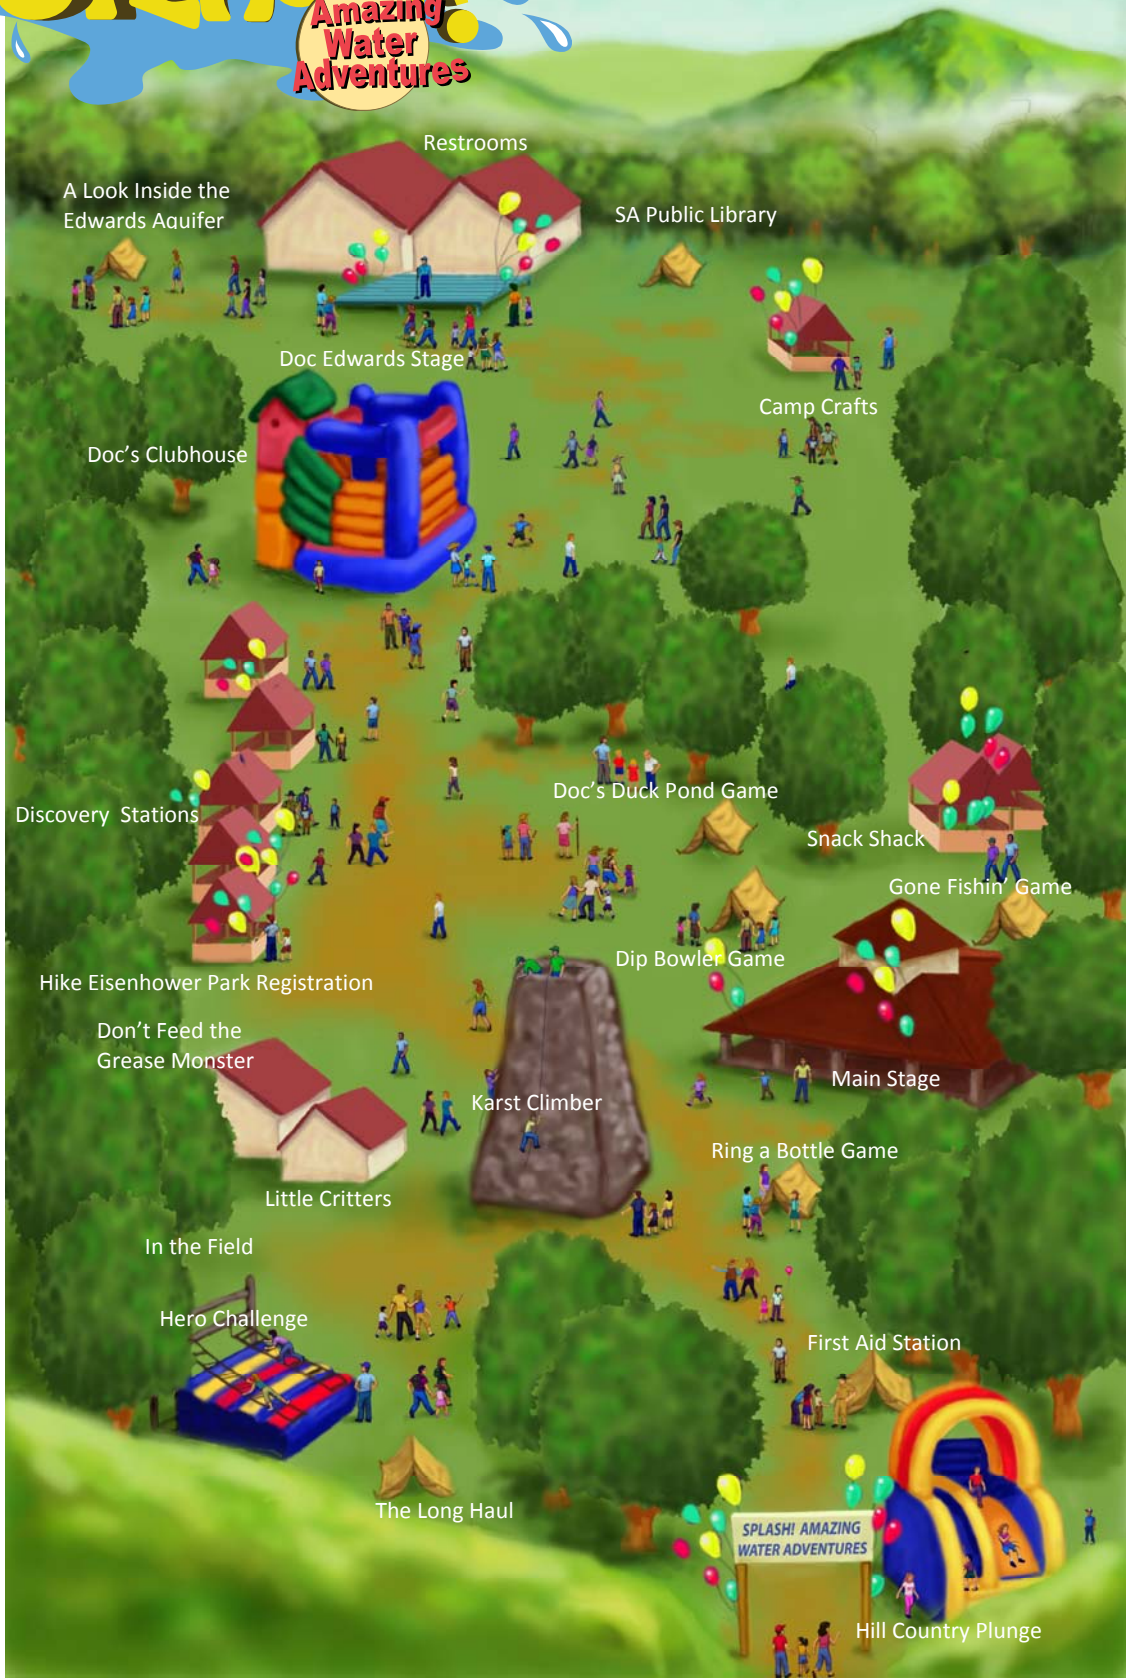 Amazing
Water
Adventures
Restrooms
A Look Inside the
Edwards Aquifer
SA Public Library
Doc Edwards Stage
Camp Crafts
Doc’s Clubhouse
Doc’s Duck Pond Game
Discovery Stations
Snack Shack
Gone Fishin’ Game
Dip Bowler Game
Hike Eisenhower Park Registration
Don’t Feed the
Grease Monster
Main Stage
Karst Climber
Ring a Bottle Game
Little Critters
In the Field
Hero Challenge
First Aid Station
The Long Haul
SPLASH! AMAZING
WATER ADVENTURES
Hill Country Plunge